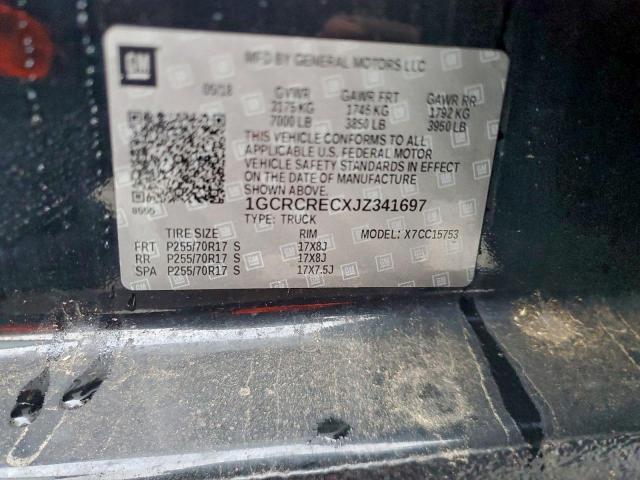 GM
MFD BY GENERAL MOTORS LLC
05/18 GVWR GAWR FRT GAWR RR
3175 KG 1746 KG 1792 KG
7000 LB 3850 LB 3950 LB
THIS VEHICLE CONFORMS TO ALL
APPLICABLE U.S. FEDERAL MOTOR
VEHICLE SAFETY STANDARDS IN EFFECT
ON THE DATE OF MANUFACTURE
SHOWN ABOVE.
1GCRCRECXJZ341697
TYPE: TRUCK
TIRE SIZE RIM MODEL: X7CC15753
FRT P255/70R17 S 17X8J
RR P255/70R17 S 17X8J
SPA P255/70R17 S 17X7.5J